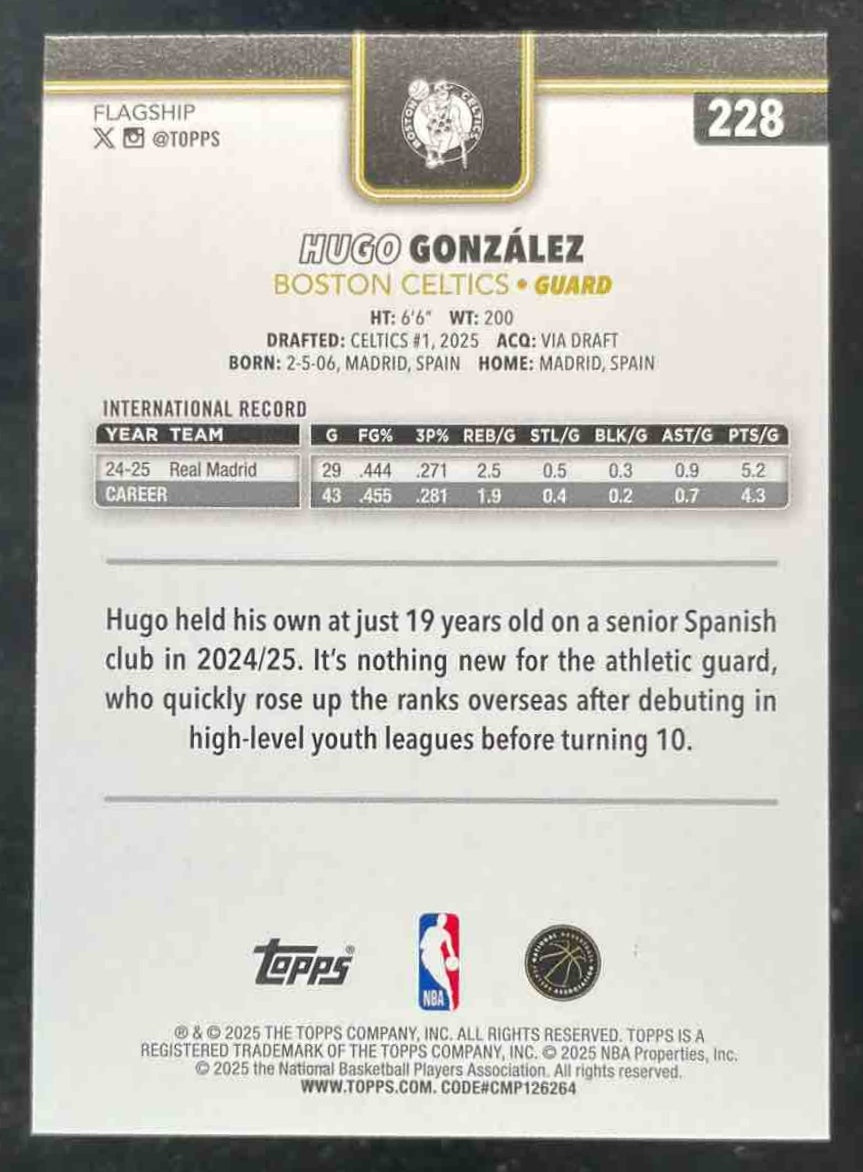 BOSTON CELTICS
FLAGSHIP
228
X @TOPPS
HUGO GONZÁLEZ
BOSTON CELTICS • GUARD
HT: 6'6" WT: 200
DRAFTED: CELTICS #1, 2025 ACQ: VIA DRAFT
BORN: 2-5-06, MADRID, SPAIN HOME: MADRID, SPAIN
INTERNATIONAL RECORD
YEAR TEAM G FG% 3P% REB/G STL/G BLK/G AST/G PTS/G
24-25 Real Madrid 29 .444 .271 2.5 0.5 0.3 0.9 5.2
CAREER 43 .455 .281 1.9 0.4 0.2 0.7 4.3
Hugo held his own at just 19 years old on a senior Spanish
club in 2024/25. It's nothing new for the athletic guard,
who quickly rose up the ranks overseas after debuting in
high-level youth leagues before turning 10.
topps®
NBA
NATIONAL BASKETBALL PLAYERS ASSOCIATION
® & © 2025 THE TOPPS COMPANY, INC. ALL RIGHTS RESERVED. TOPPS IS A
REGISTERED TRADEMARK OF THE TOPPS COMPANY, INC. © 2025 NBA Properties, Inc.
© 2025 the National Basketball Players Association. All rights reserved.
WWW.TOPPS.COM. CODE#CMP126264